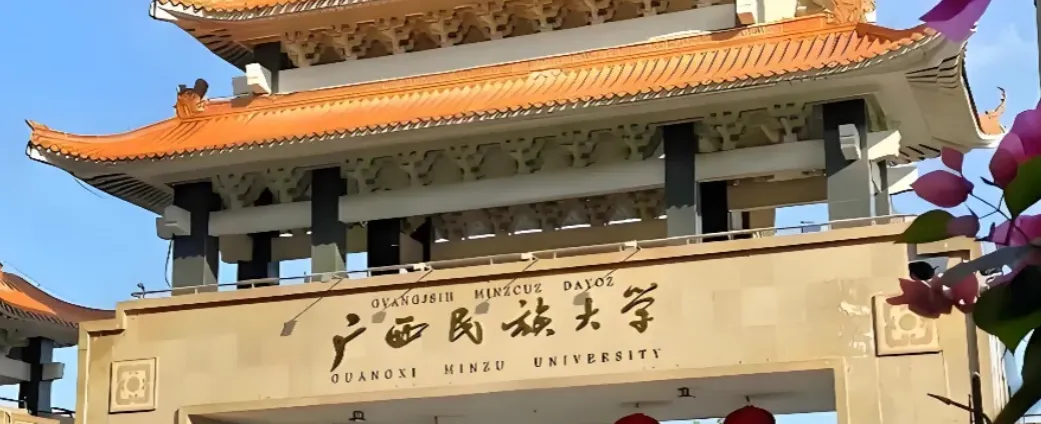 GVANGJSIH MINZCUZ DAYOZ
广西民族大学
GUANGXI MINZU UNIVERSITY